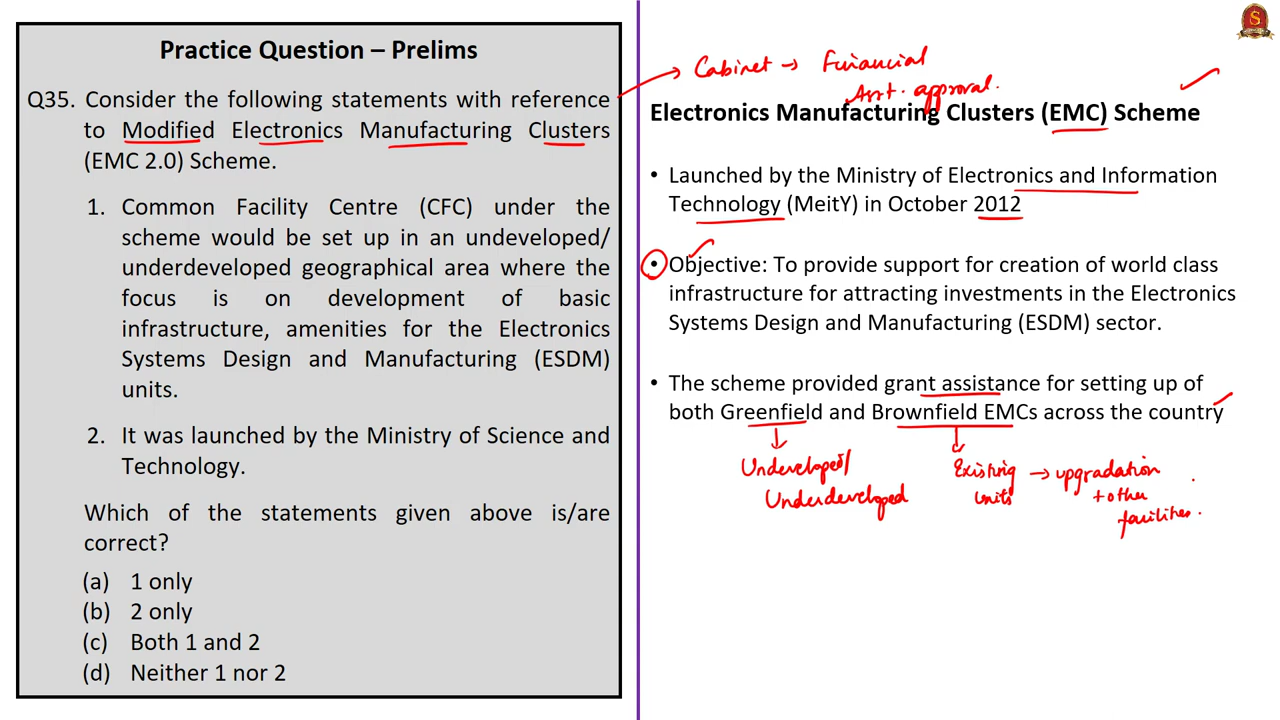 Practice Question – Prelims
Q35. Consider the following statements with reference
to Modified Electronics Manufacturing Clusters
(EMC 2.0) Scheme.
1. Common Facility Centre (CFC) under the
scheme would be set up in an undeveloped/
underdeveloped geographical area where the
focus is on development of basic
infrastructure, amenities for the Electronics
Systems Design and Manufacturing (ESDM)
units.
2. It was launched by the Ministry of Science and
Technology.
Which of the statements given above is/are
correct?
(a) 1 only
(b) 2 only
(c) Both 1 and 2
(d) Neither 1 nor 2
Cabinet → Financial
Asst. approval.
Electronics Manufacturing Clusters (EMC) Scheme
• Launched by the Ministry of Electronics and Information
Technology (MeitY) in October 2012
• Objective: To provide support for creation of world class
infrastructure for attracting investments in the Electronics
Systems Design and Manufacturing (ESDM) sector.
• The scheme provided grant assistance for setting up of
both Greenfield and Brownfield EMCs across the country
Undeveloped/
Underdeveloped
Existing
units
→ upgradation
+ other
facilities.
S